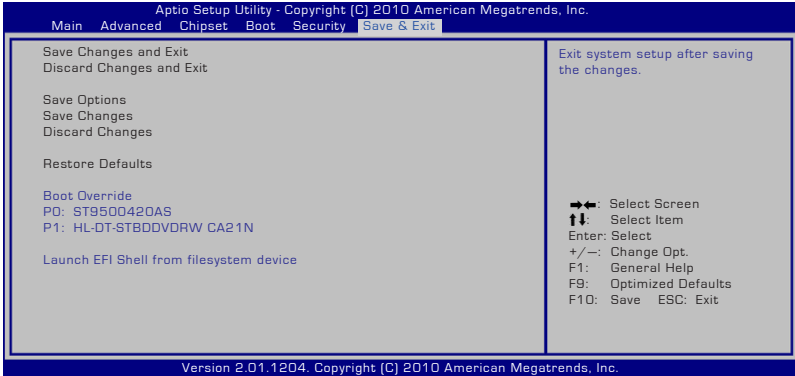 Aptio Setup Utility - Copyright (C) 2010 American Megatrends, Inc.
Main Advanced Chipset Boot Security Save & Exit
Save Changes and Exit
Discard Changes and Exit
Save Options
Save Changes
Discard Changes
Restore Defaults
Boot Override
P0: ST9500420AS
P1: HL-DT-STBDDVDRW CA21N
Launch EFI Shell from filesystem device
Exit system setup after saving
the changes.
→←: Select Screen
↑↓: Select Item
Enter: Select
+/—: Change Opt.
F1: General Help
F9: Optimized Defaults
F10: Save ESC: Exit
Version 2.01.1204. Copyright (C) 2010 American Megatrends, Inc.